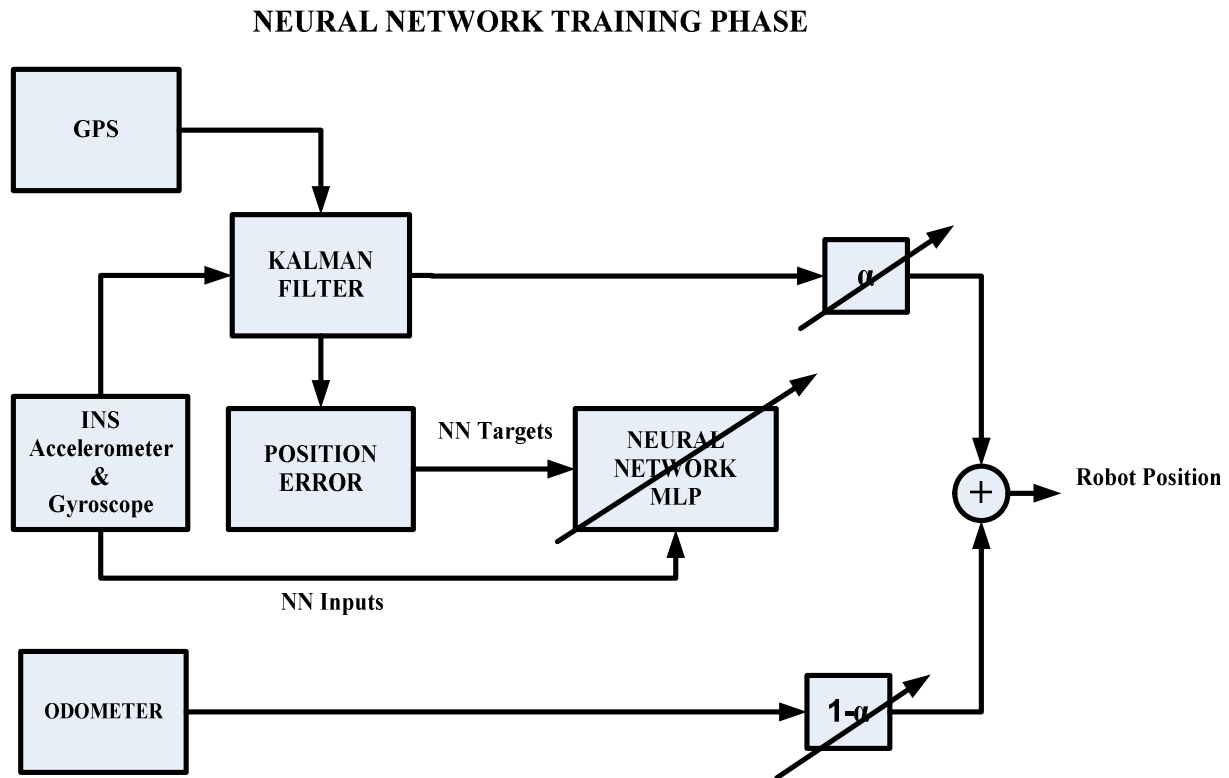 NEURAL NETWORK TRAINING PHASE
GPS
KALMAN
FILTER
α
INS
Accelerometer
&
Gyroscope
POSITION
ERROR
NN Targets
NEURAL
NETWORK
MLP
+
Robot Position
NN Inputs
ODOMETER
1-α